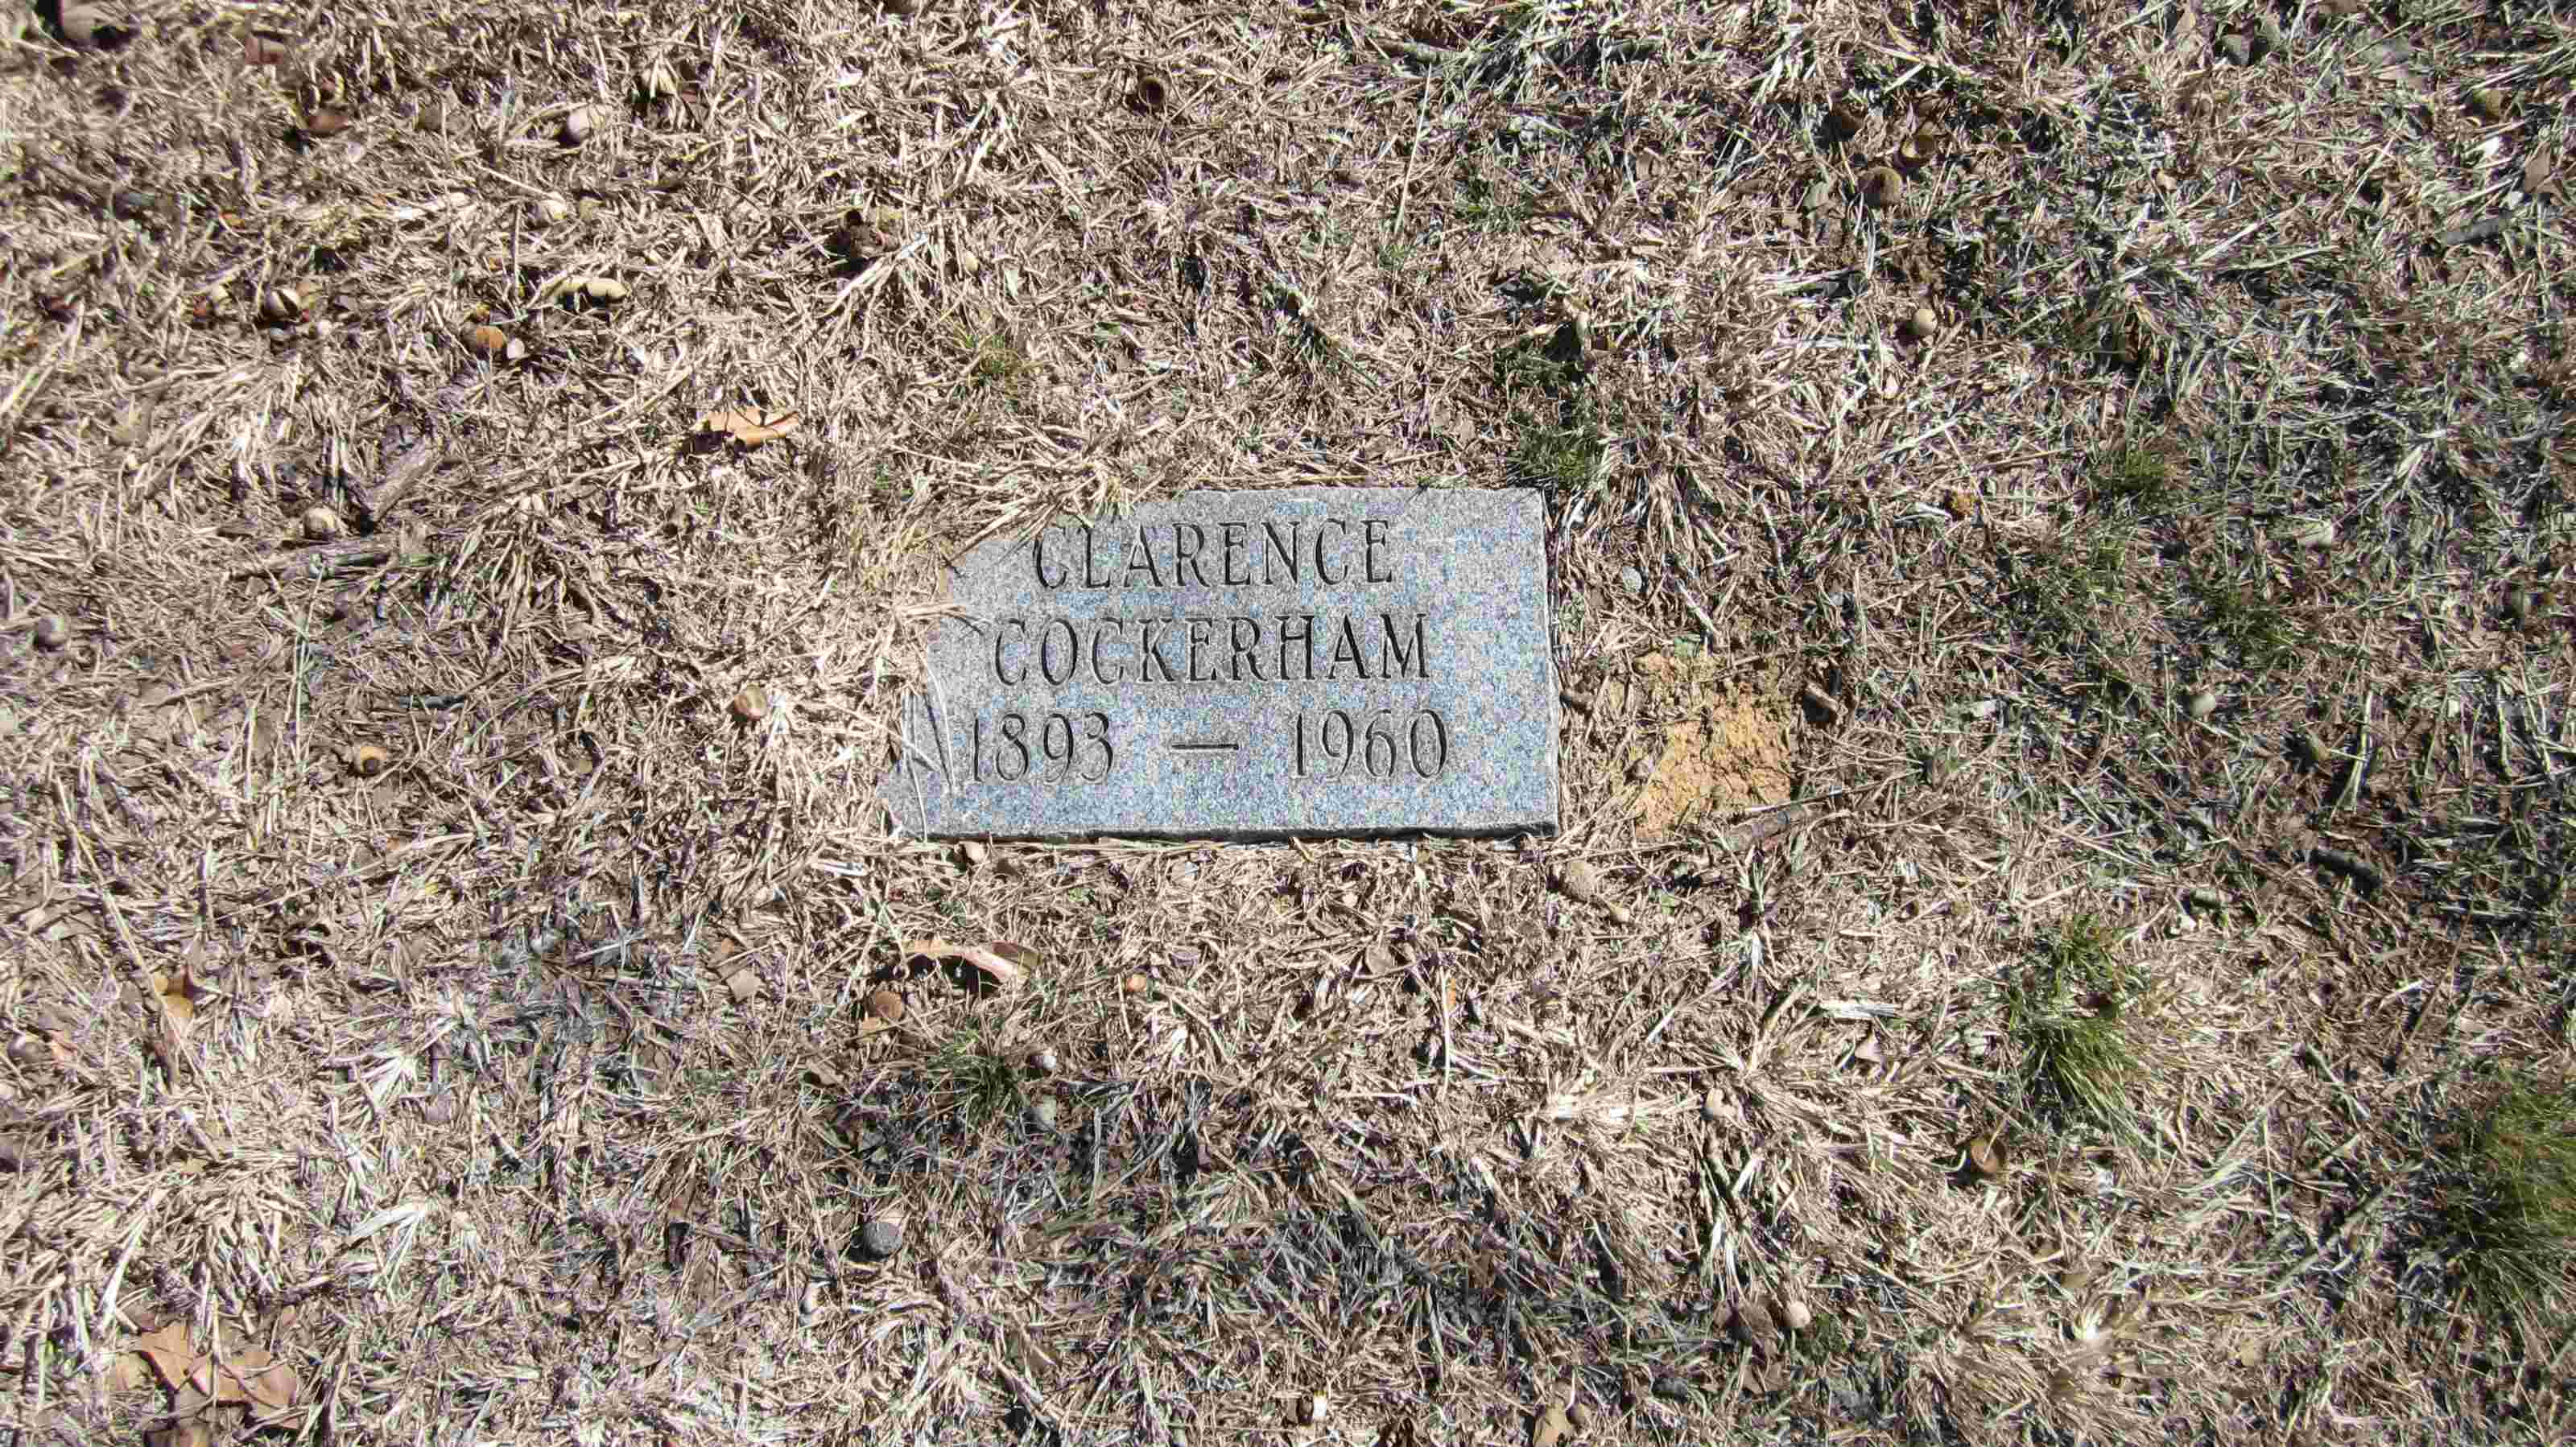 CLARENCE
COCKERHAM
1893 — 1960